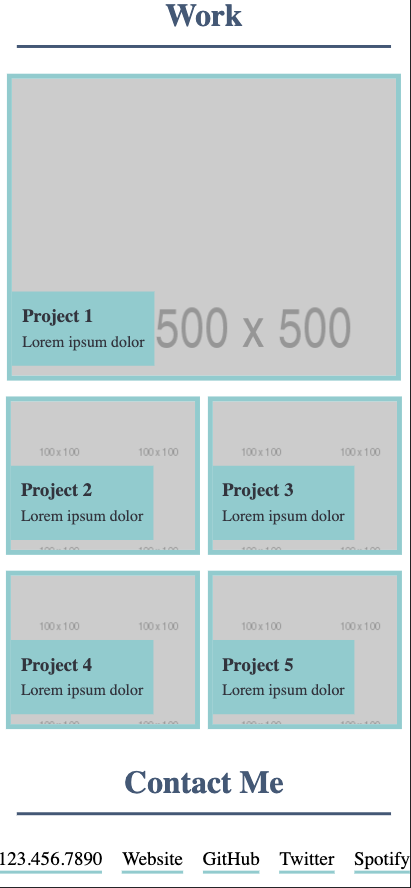 Work
500 x 500
Project 1
Lorem ipsum dolor
100 x 100 100 x 100 100 x 100 100 x 100
Project 2 Project 3
Lorem ipsum dolor Lorem ipsum dolor
100 x 100 100 x 100 100 x 100 100 x 100
Project 4 Project 5
Lorem ipsum dolor Lorem ipsum dolor
Contact Me
123.456.7890 Website GitHub Twitter Spotify